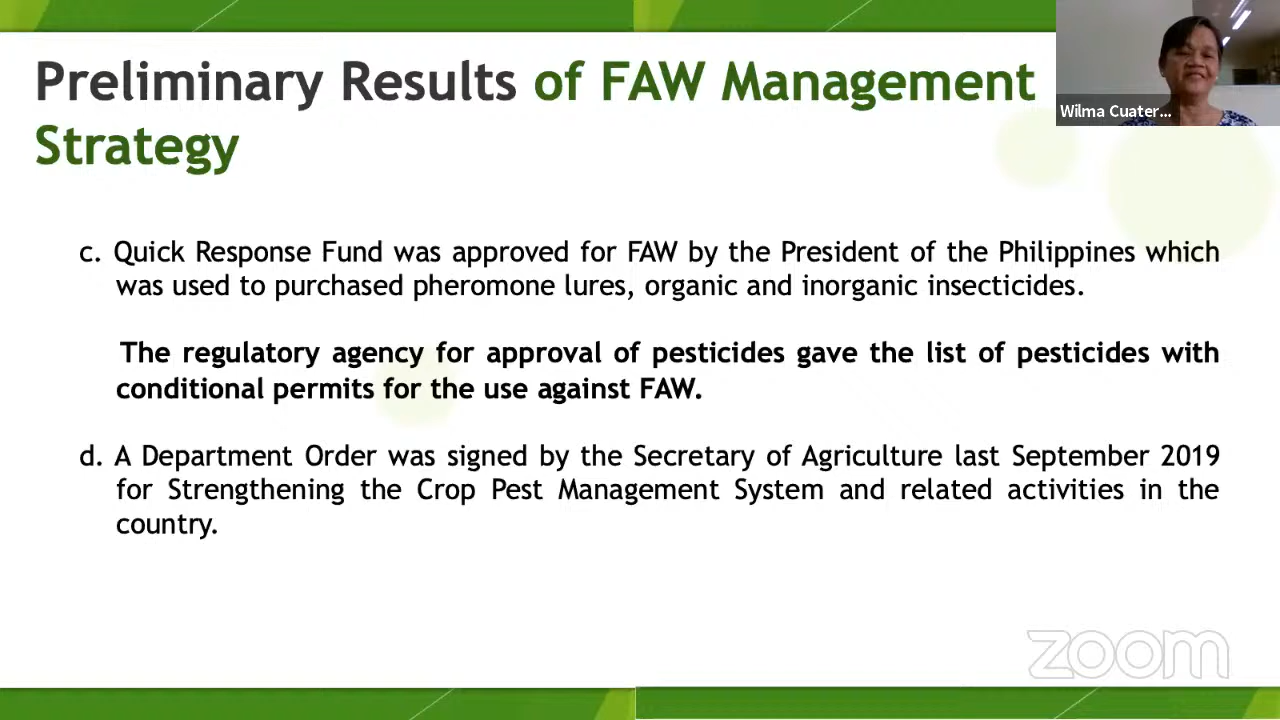 Preliminary Results of FAW Management
Strategy
Wilma Cuater...
c. Quick Response Fund was approved for FAW by the President of the Philippines which
was used to purchased pheromone lures, organic and inorganic insecticides.
The regulatory agency for approval of pesticides gave the list of pesticides with
conditional permits for the use against FAW.
d. A Department Order was signed by the Secretary of Agriculture last September 2019
for Strengthening the Crop Pest Management System and related activities in the
country.
zoom